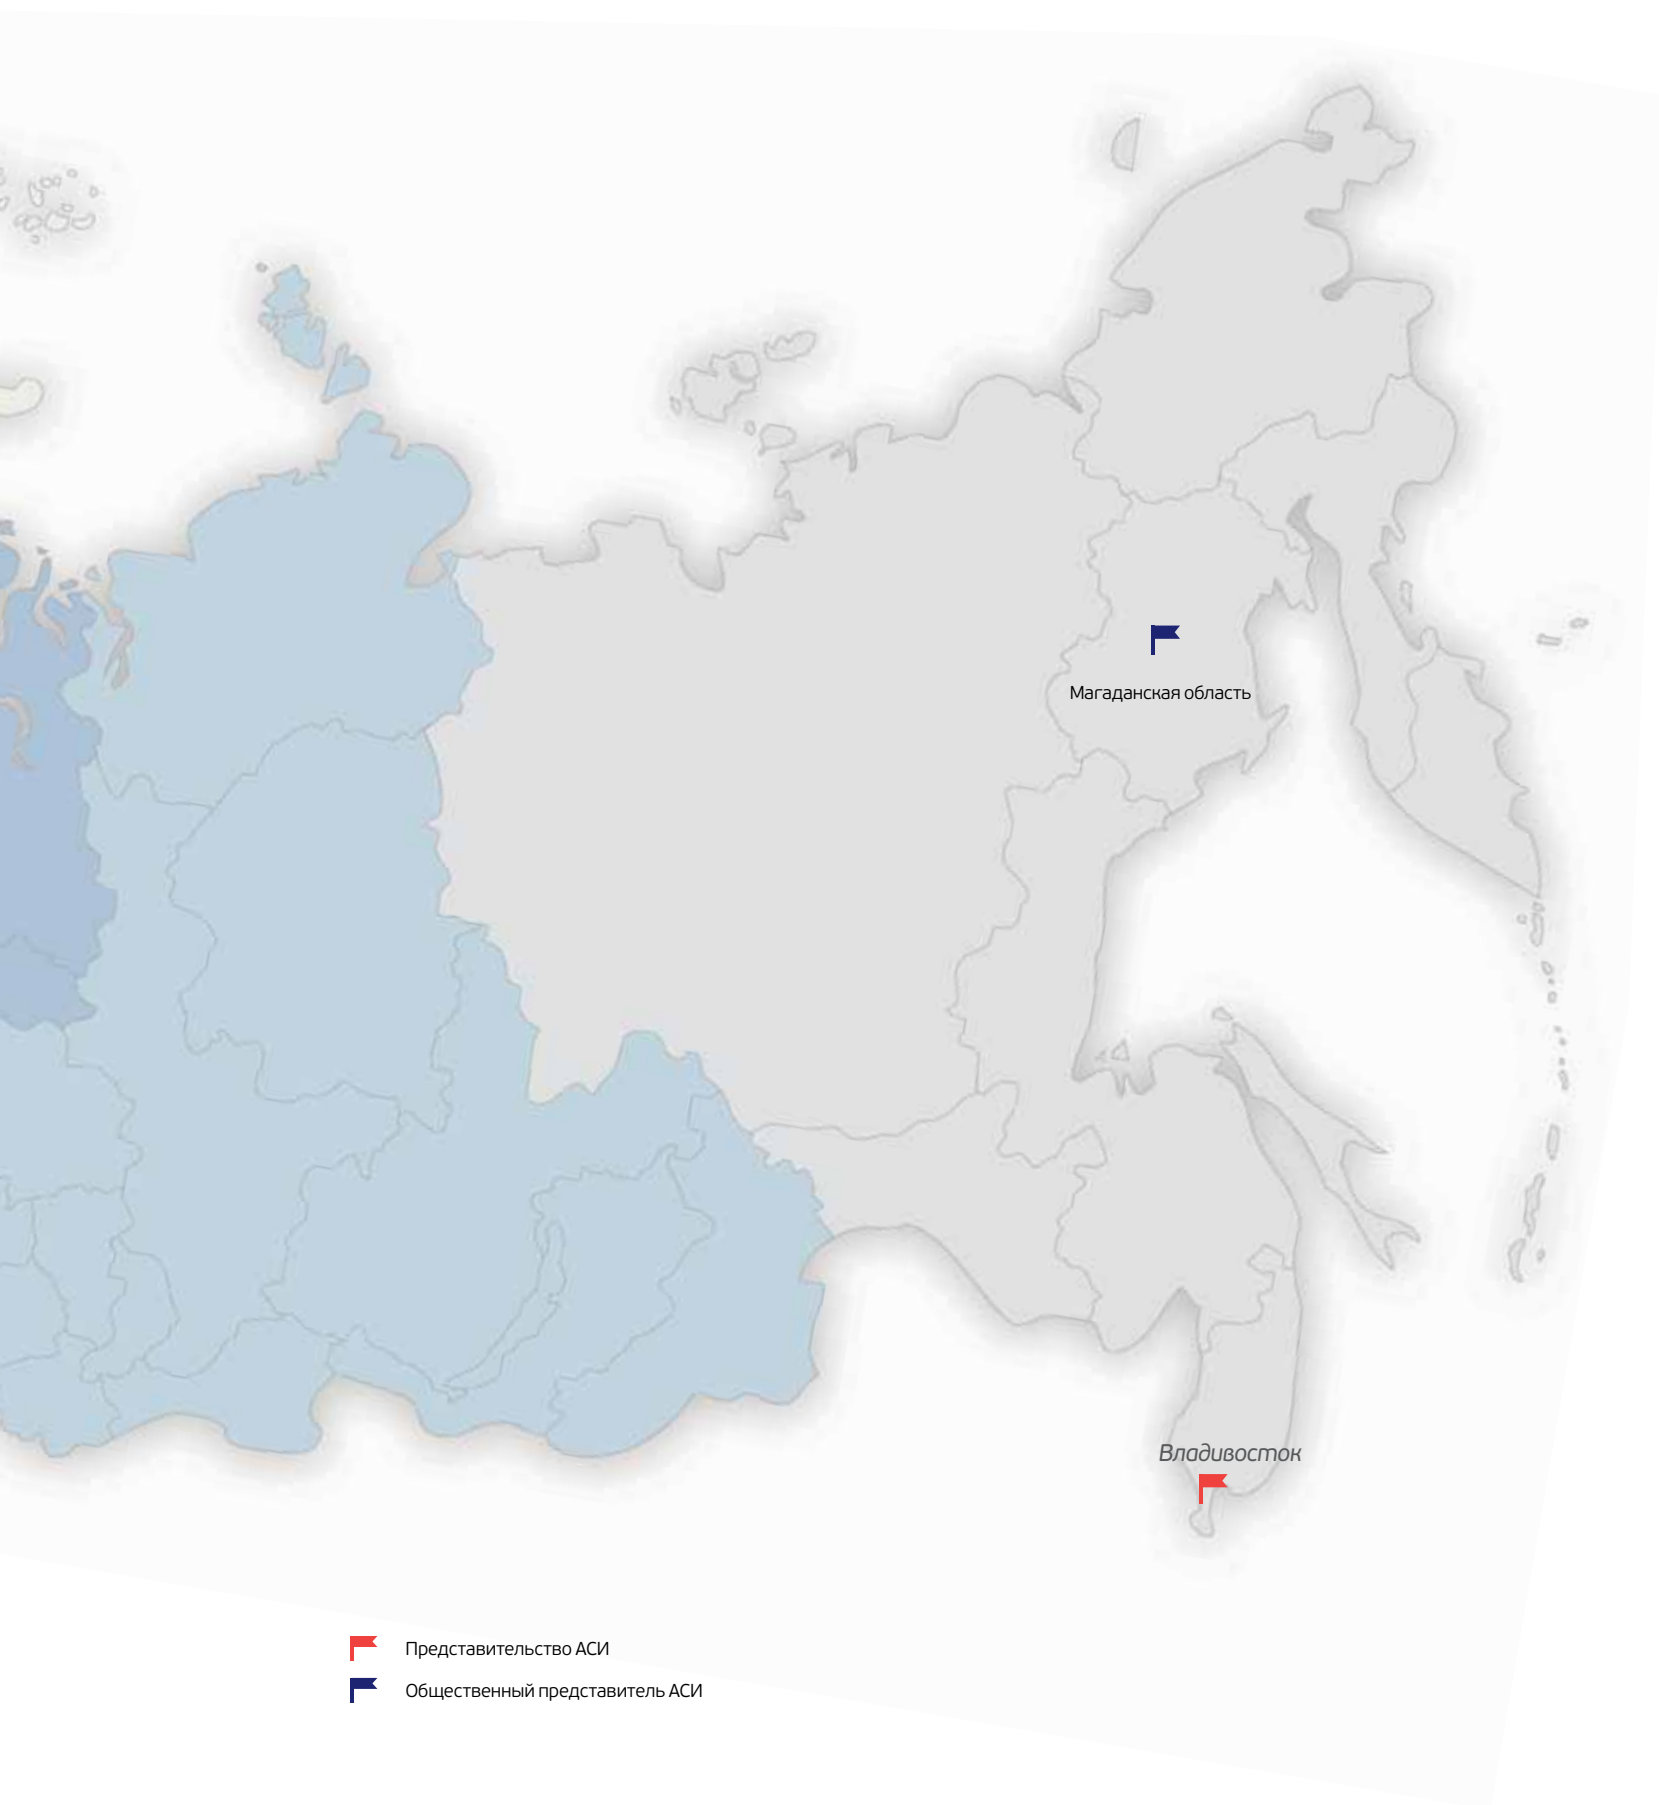 Магаданская область
Владивосток
Представительство АСИ
Общественный представитель АСИ